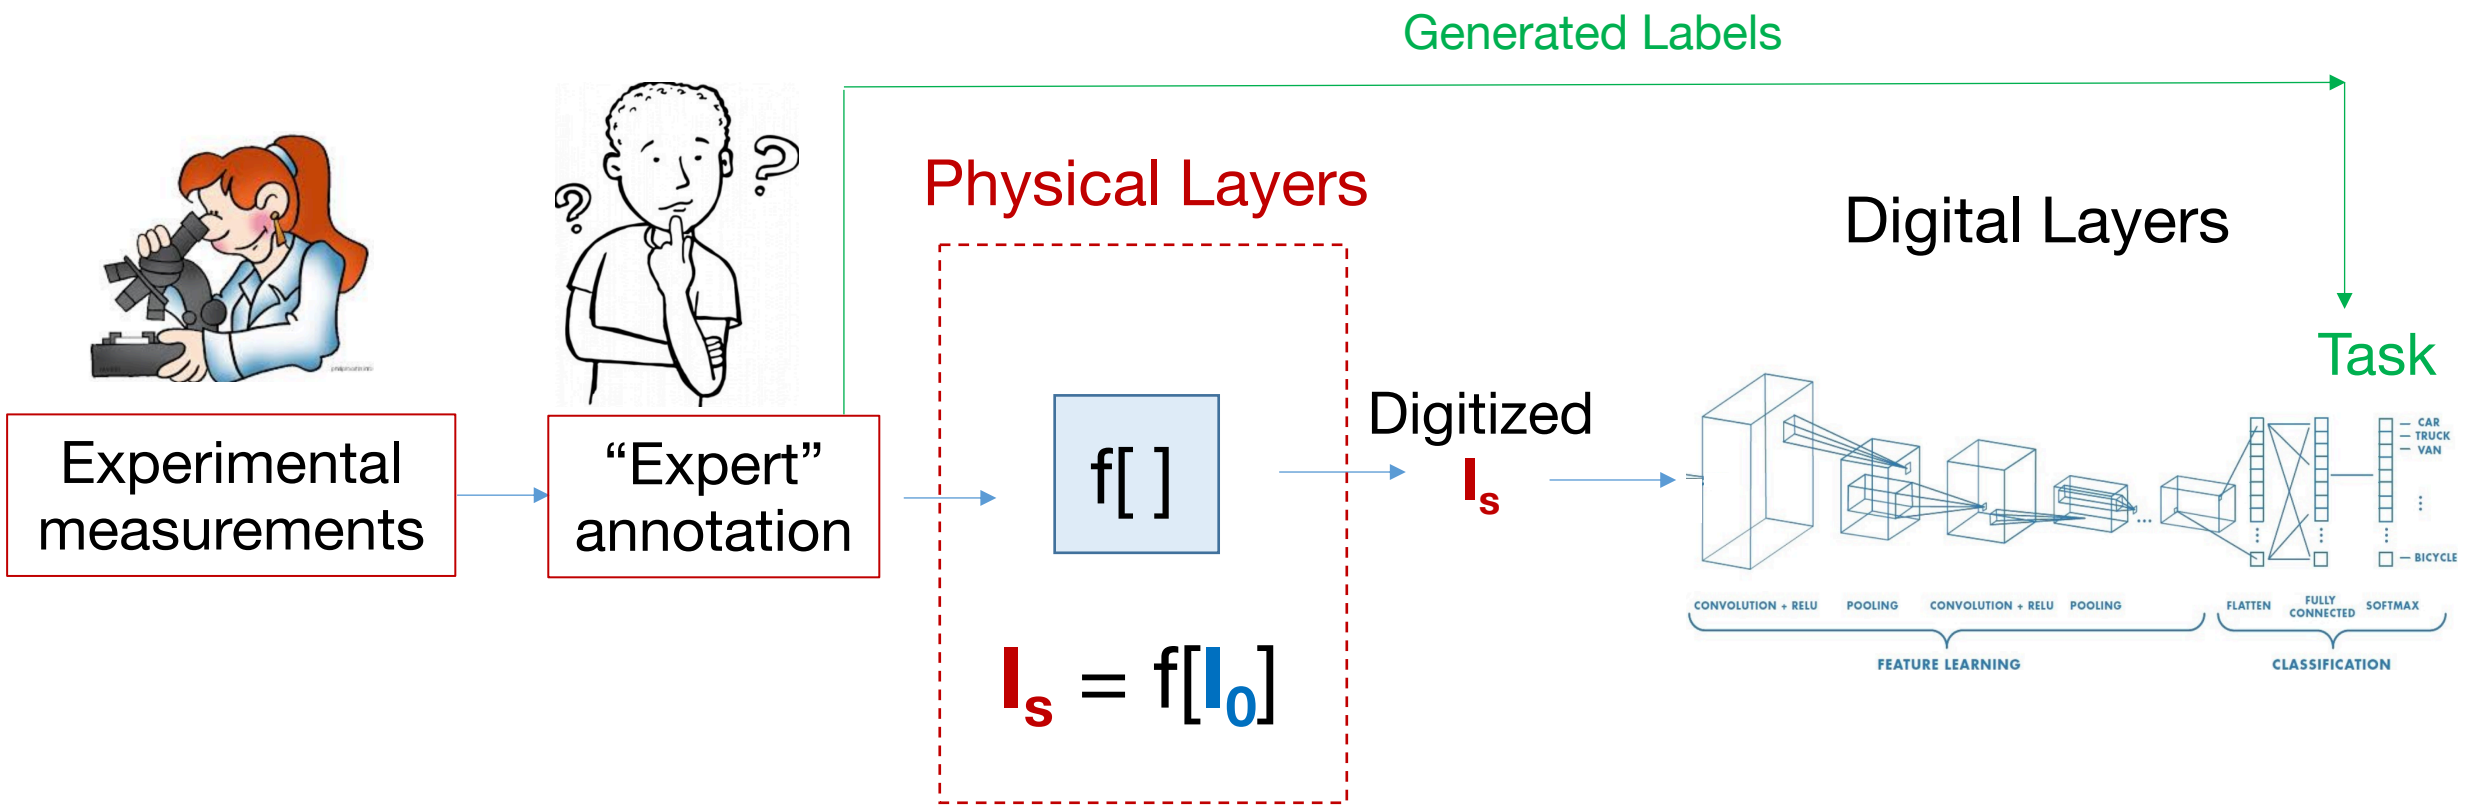 Generated Labels
Physical Layers
Digital Layers
Task
Experimental
measurements
“Expert”
annotation
f[ ]
Is = f[I0]
Digitized
Is
CAR
TRUCK
VAN
BICYCLE
CONVOLUTION + RELU
POOLING
CONVOLUTION + RELU
POOLING
FLATTEN
FULLY
CONNECTED
SOFTMAX
FEATURE LEARNING
CLASSIFICATION